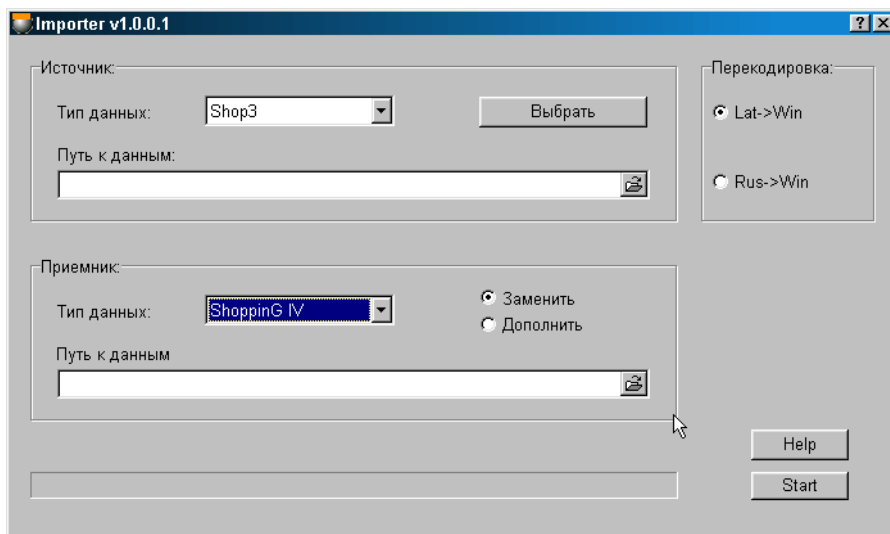 Importer v1.0.0.1
Источник:
Тип данных:
Shop3
Выбрать
Путь к данным:
Перекодировка:
Lat->Win
Rus->Win
Приемник:
Тип данных:
ShoppinG IV
Заменить
Дополнить
Путь к данным
Help
Start